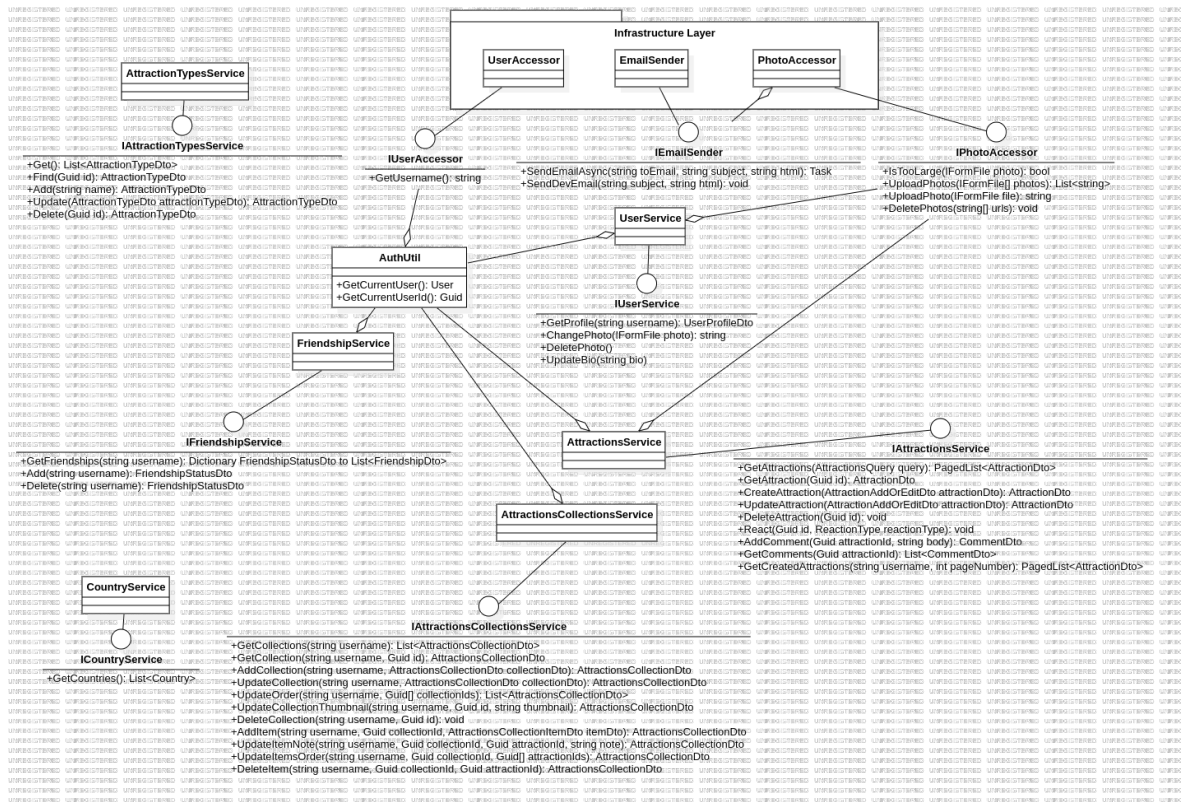 Infrastructure Layer
UserAccessor
EmailSender
PhotoAccessor
AttractionTypesService
IAttractionTypesService
+Get(): List<AttractionTypeDto>
+Find(Guid id): AttractionTypeDto
+Add(string name): AttractionTypeDto
+Update(AttractionTypeDto attractionTypeDto): AttractionTypeDto
+Delete(Guid id): AttractionTypeDto
IUserAccessor
+GetUsername(): string
IEmailSender
+SendEmailAsync(string toEmail, string subject, string html): Task
+SendDevEmail(string subject, string html): void
IPhotoAccessor
+IsTooLarge(IFormFile photo): bool
+UploadPhotos(IFormFile[] photos): List<string>
+UploadPhoto(IFormFile file): string
+DeletePhotos(string[] urls): void
UserService
AuthUtil
+GetCurrentUser(): User
+GetCurrentUserId(): Guid
IUserService
+GetProfile(string username): UserProfileDto
+ChangePhoto(IFormFile photo): string
+DeletePhoto()
+UpdateBio(string bio)
FriendshipService
IFriendshipService
+GetFriendships(string username): Dictionary FriendshipStatusDto to List<FriendshipDto>
+Add(string username): FriendshipStatusDto
+Delete(string username): FriendshipStatusDto
AttractionsService
IAttractionsService
+GetAttractions(AttractionsQuery query): PagedList<AttractionDto>
+GetAttraction(Guid id): AttractionDto
+CreateAttraction(AttractionAddOrEditDto attractionDto): AttractionDto
+UpdateAttraction(AttractionAddOrEditDto attractionDto): AttractionDto
+DeleteAttraction(Guid id): void
+React(Guid id, ReactionType reactionType): void
+AddComment(Guid attractionId, string body): CommentDto
+GetComments(Guid attractionId): List<CommentDto>
+GetCreatedAttractions(string username, int pageNumber): PagedList<AttractionDto>
AttractionsCollectionsService
CountryService
ICountryService
+GetCountries(): List<Country>
IAttractionsCollectionsService
+GetCollections(string username): List<AttractionsCollectionDto>
+GetCollection(string username, Guid id): AttractionsCollectionDto
+AddCollection(string username, AttractionsCollectionDto collectionDto): AttractionsCollectionDto
+UpdateCollection(string username, AttractionsCollectionDto collectionDto): AttractionsCollectionDto
+UpdateOrder(string username, Guid[] collectionIds): List<AttractionsCollectionDto>
+UpdateCollectionThumbnail(string username, Guid id, string thumbnail): AttractionsCollectionDto
+DeleteCollection(string username, Guid id): void
+AddItem(string username, Guid collectionId, AttractionsCollectionItemDto itemDto): AttractionsCollectionDto
+UpdateItemNote(string username, Guid collectionId, Guid attractionId, string note): AttractionsCollectionDto
+UpdateItemsOrder(string username, Guid collectionId, Guid[] attractionIds): AttractionsCollectionDto
+DeleteItem(string username, Guid collectionId, Guid attractionId): AttractionsCollectionDto